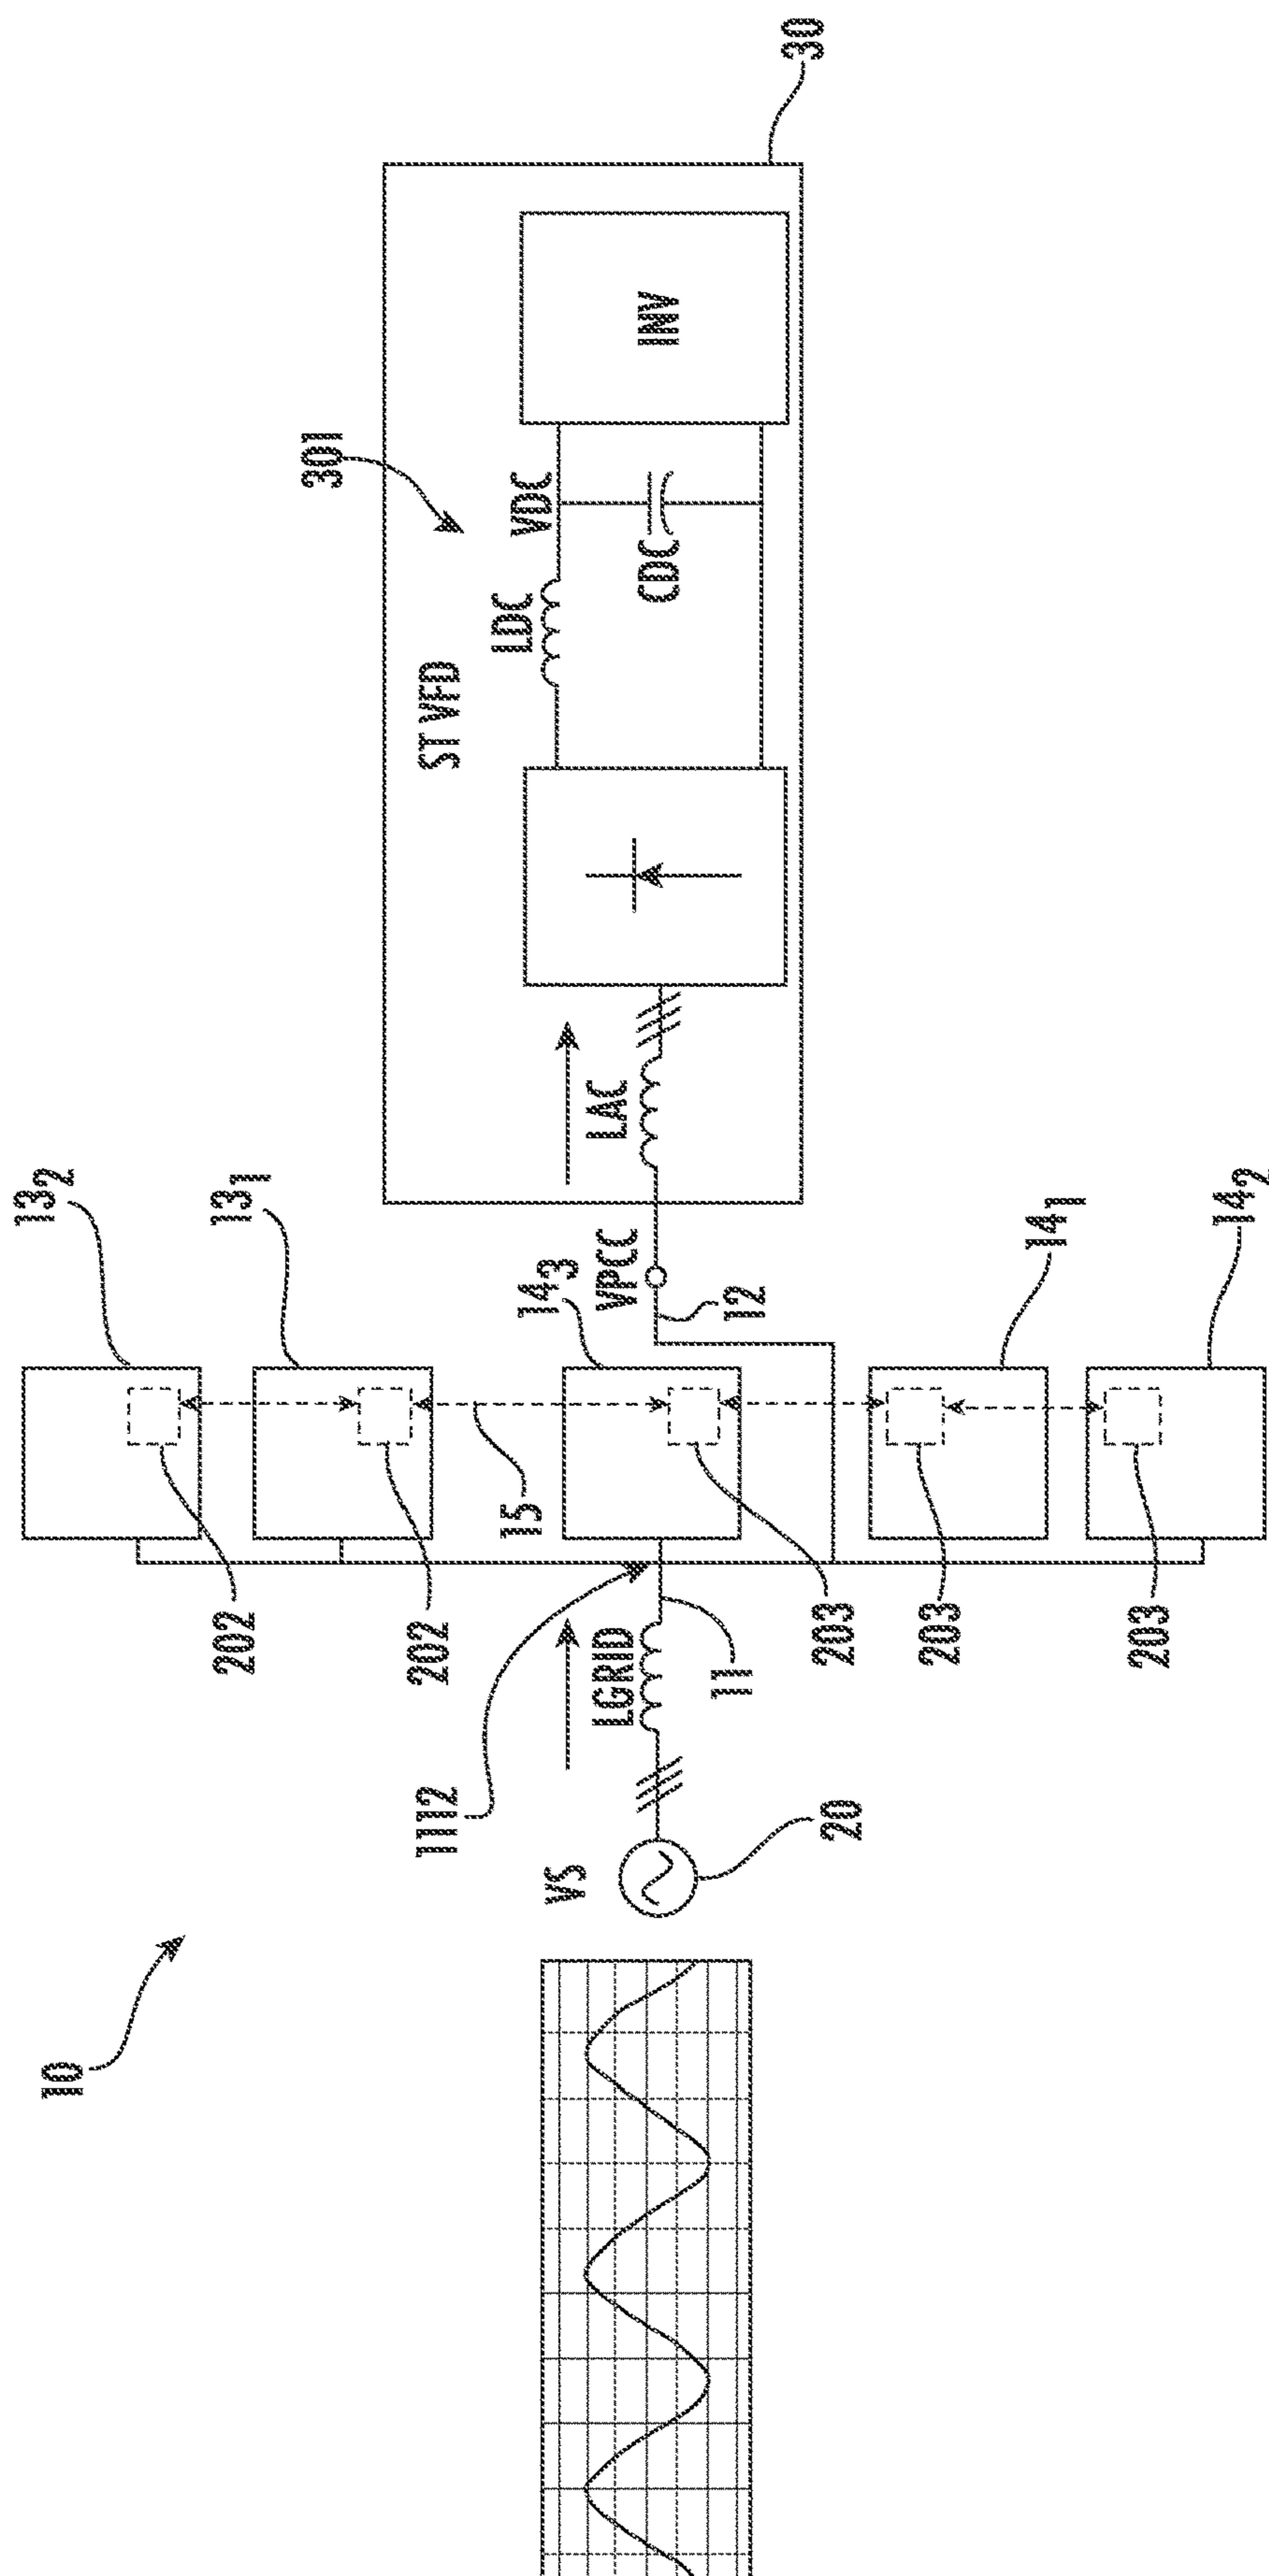 10
VS
20
1112
LGRID
11
13₂
202
13₁
202
15
14₃
203
VPCC
12
14₁
203
14₂
203
30
301
ST VFD
LAC
LDC
VDC
CDC
INV